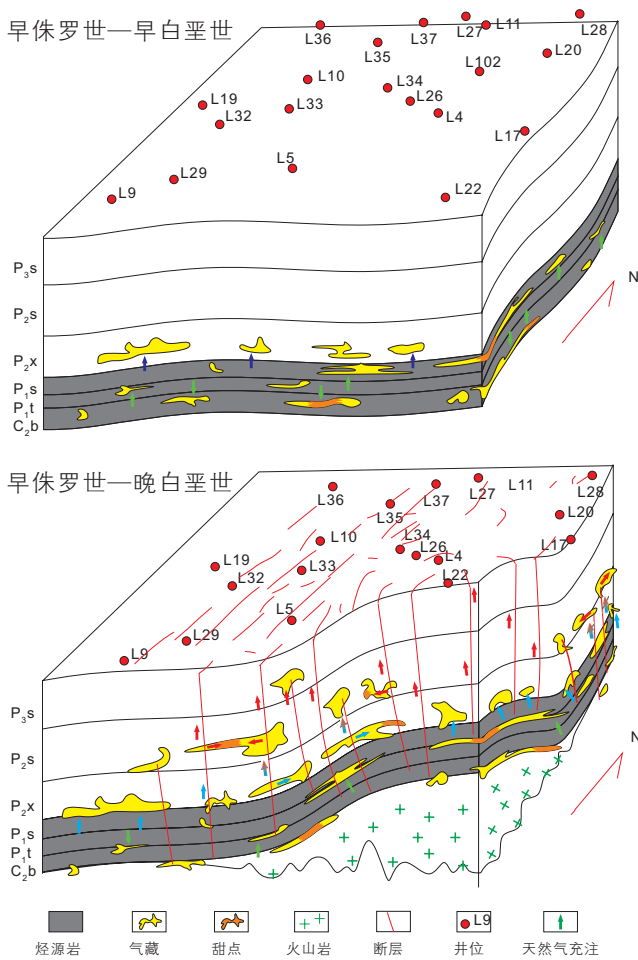 早侏罗世—早白垩世
L36
L37
L27
L11
L28
L35
L20
L10
L34
L102
L19
L33
L26
L32
L4
L17
L5
L29
L9
L22
P₃s
P₂s
P₂x
P₁s
P₁t
C₂b
N
早侏罗世—晚白垩世
L36
L37
L27
L11
L28
L35
L20
L10
L34
L26
L4
L17
L19
L33
L32
L22
L5
L29
L9
P₃s
P₂s
P₂x
P₁s
P₁t
C₂b
N
L9
烃源岩 气藏 甜点 火山岩 断层 井位 天然气充注